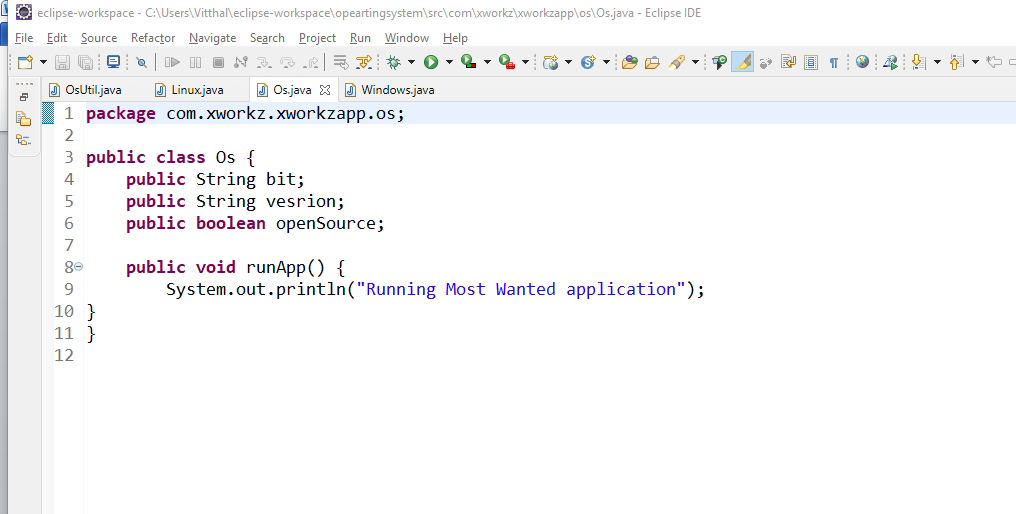 eclipse-workspace - C:\Users\Vitthal\eclipse-workspace\opeartingsystem\src\com\xworkz\xworkzapp\os\Os.java - Eclipse IDE
File Edit Source Refactor Navigate Search Project Run Window Help
OsUtil.java Linux.java Os.java Windows.java
1 package com.xworkz.xworkzapp.os;
2
3 public class Os {
4 public String bit;
5 public String vesrion;
6 public boolean openSource;
7
8 public void runApp() {
9 System.out.println("Running Most Wanted application");
10 }
11 }
12